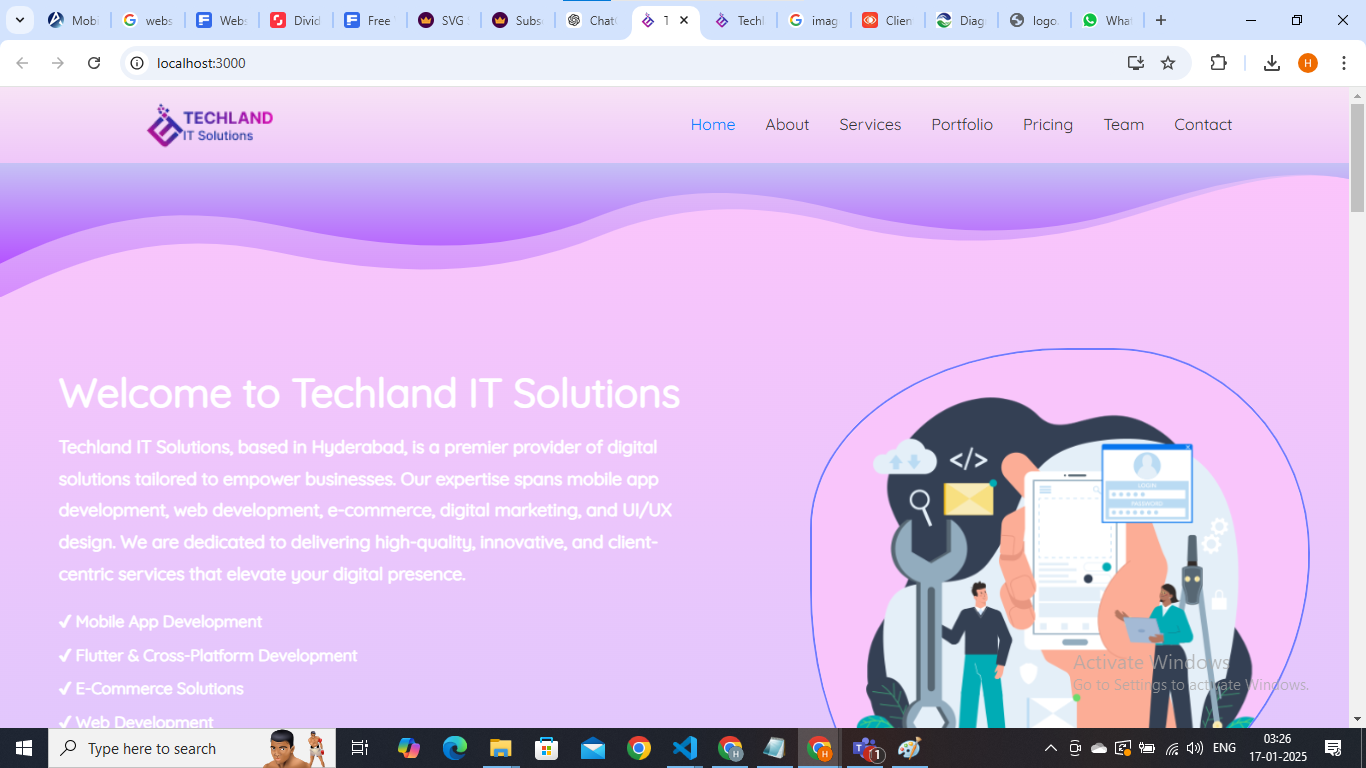 Mobi
webs
Webs
Divid
Free
SVG
Subs
Chat
T
Techl
imag
Clien
Diag
logo.
What
localhost:3000
H
TECHLAND
IT Solutions
Home About Services Portfolio Pricing Team Contact
Welcome to Techland IT Solutions
Techland IT Solutions, based in Hyderabad, is a premier provider of digital
solutions tailored to empower businesses. Our expertise spans mobile app
development, web development, e-commerce, digital marketing, and UI/UX
design. We are dedicated to delivering high-quality, innovative, and client-
centric services that elevate your digital presence.
✓ Mobile App Development
✓ Flutter & Cross-Platform Development
✓ E-Commerce Solutions
✓ Web Development
</>
LOGIN
PASSWORD
Activate Windows
Go to Settings to activate Windows.
Type here to search
H
H
1
ENG
03:26
17-01-2025